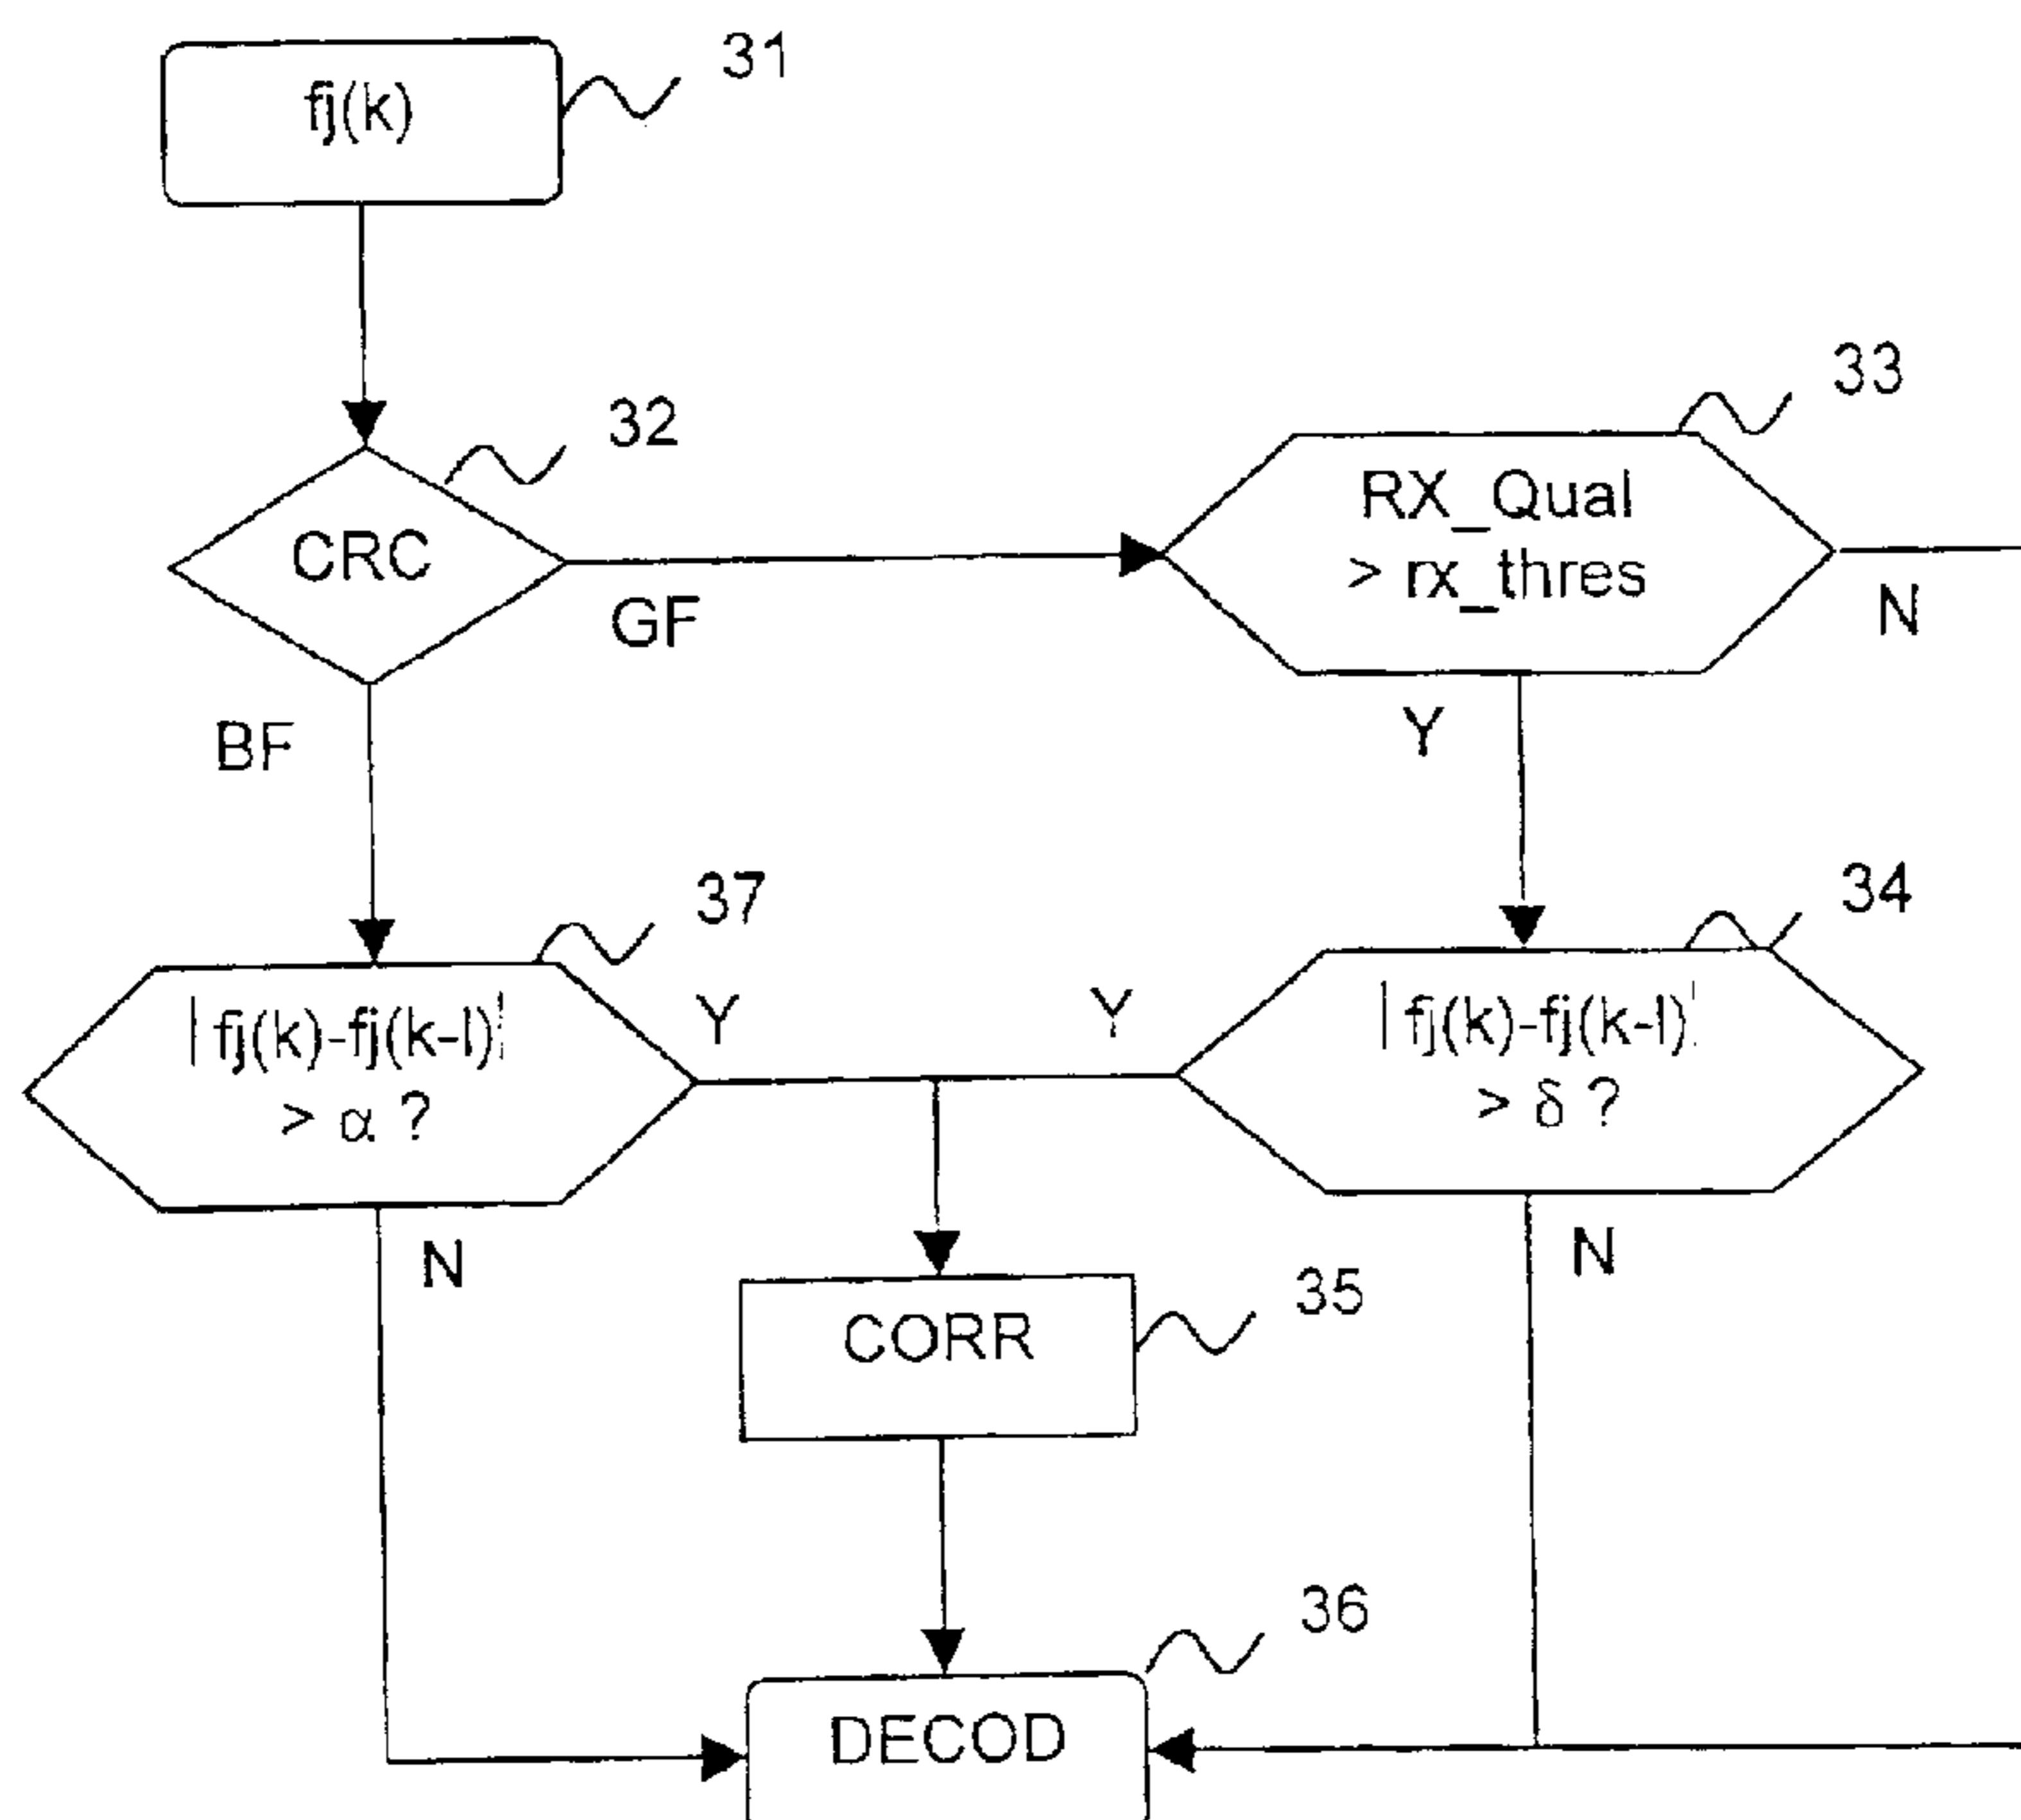 31
fj(k)
32
CRC
GF
BF
33
RX_Qual
> rx_thres
N
Y
37
| fj(k)-fj(k-l)|
> α ?
Y
N
34
| fj(k)-fj(k-l)|
> δ ?
Y
N
35
CORR
36
DECOD